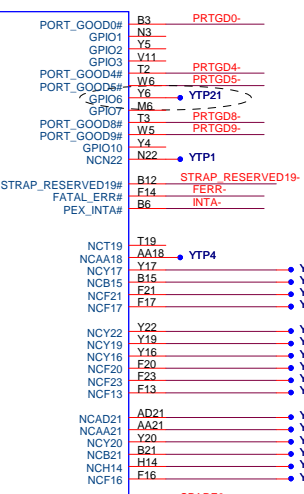 PORT_GOOD0# B3 PRTGD0-
GPIO1 N3
GPIO2 Y5
GPIO3 V11
PORT_GOOD4# T2 PRTGD4-
PORT_GOOD5# W6 PRTGD5-
GPIO6 Y6 YTP21
GPIO7 M6
PORT_GOOD8# T3 PRTGD8-
PORT_GOOD9# W5 PRTGD9-
GPIO10 Y4
NCN22 N22 YTP1
STRAP_RESERVED19# B12 STRAP_RESERVED19-
FATAL_ERR# F14 FERR-
PEX_INTA# B6 INTA-
NCT19 T19
NCAA18 AA18 YTP4
NCY17 Y17
NCB15 B15
NCF21 F21
NCF17 F17
NCY22 Y22
NCY19 Y19
NCY16 Y16
NCF20 F20
NCF23 F23
NCF13 F13
NCAD21 AD21
NCAA21 AA21
NCY20 Y20
NCB21 B21
NCH14 H14
NCF16 F16